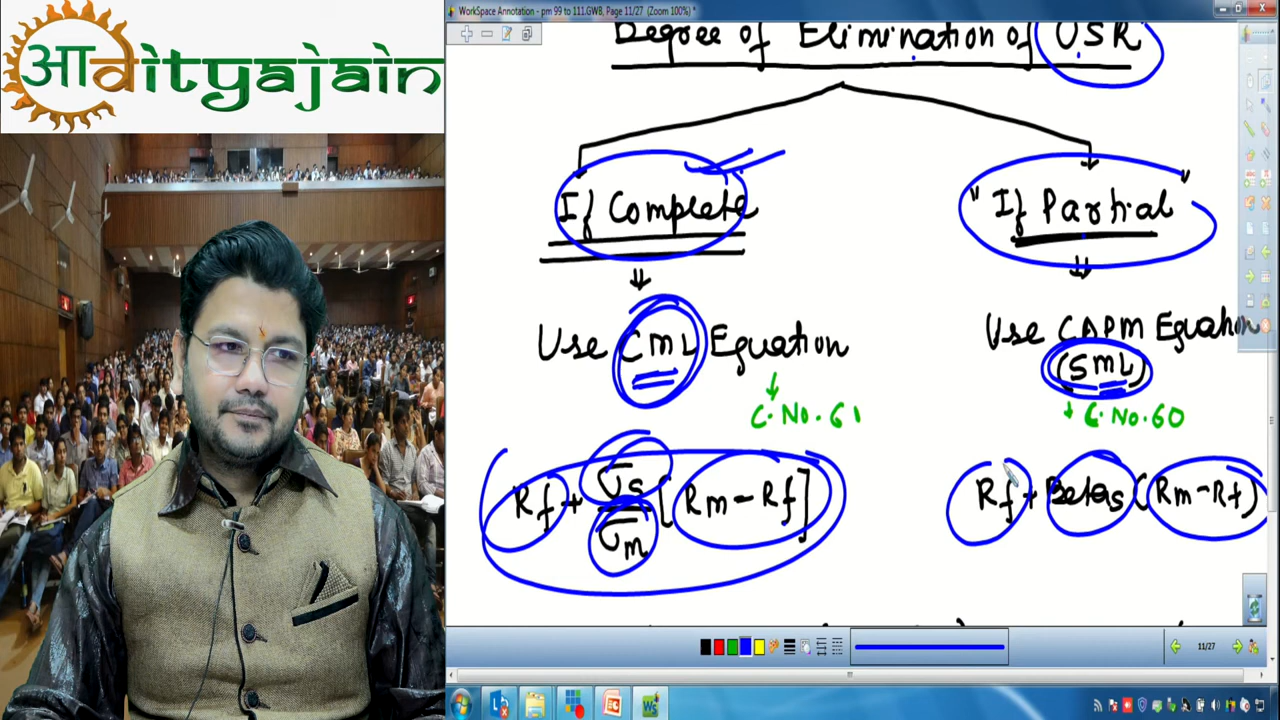 WorkSpace Annotation - pm 99 to 111.GWB, Page 11/27 (Zoom 100%) *
आdityajain
Degree of Elimination of USR
If Complete
"If Partial"
Use CML Equation
Use CAPM Equation
(SML)
C.No.61
C.No.60
Rf + σs/σm [Rm - Rf]
Rf + Betas (Rm - Rf)
11/27